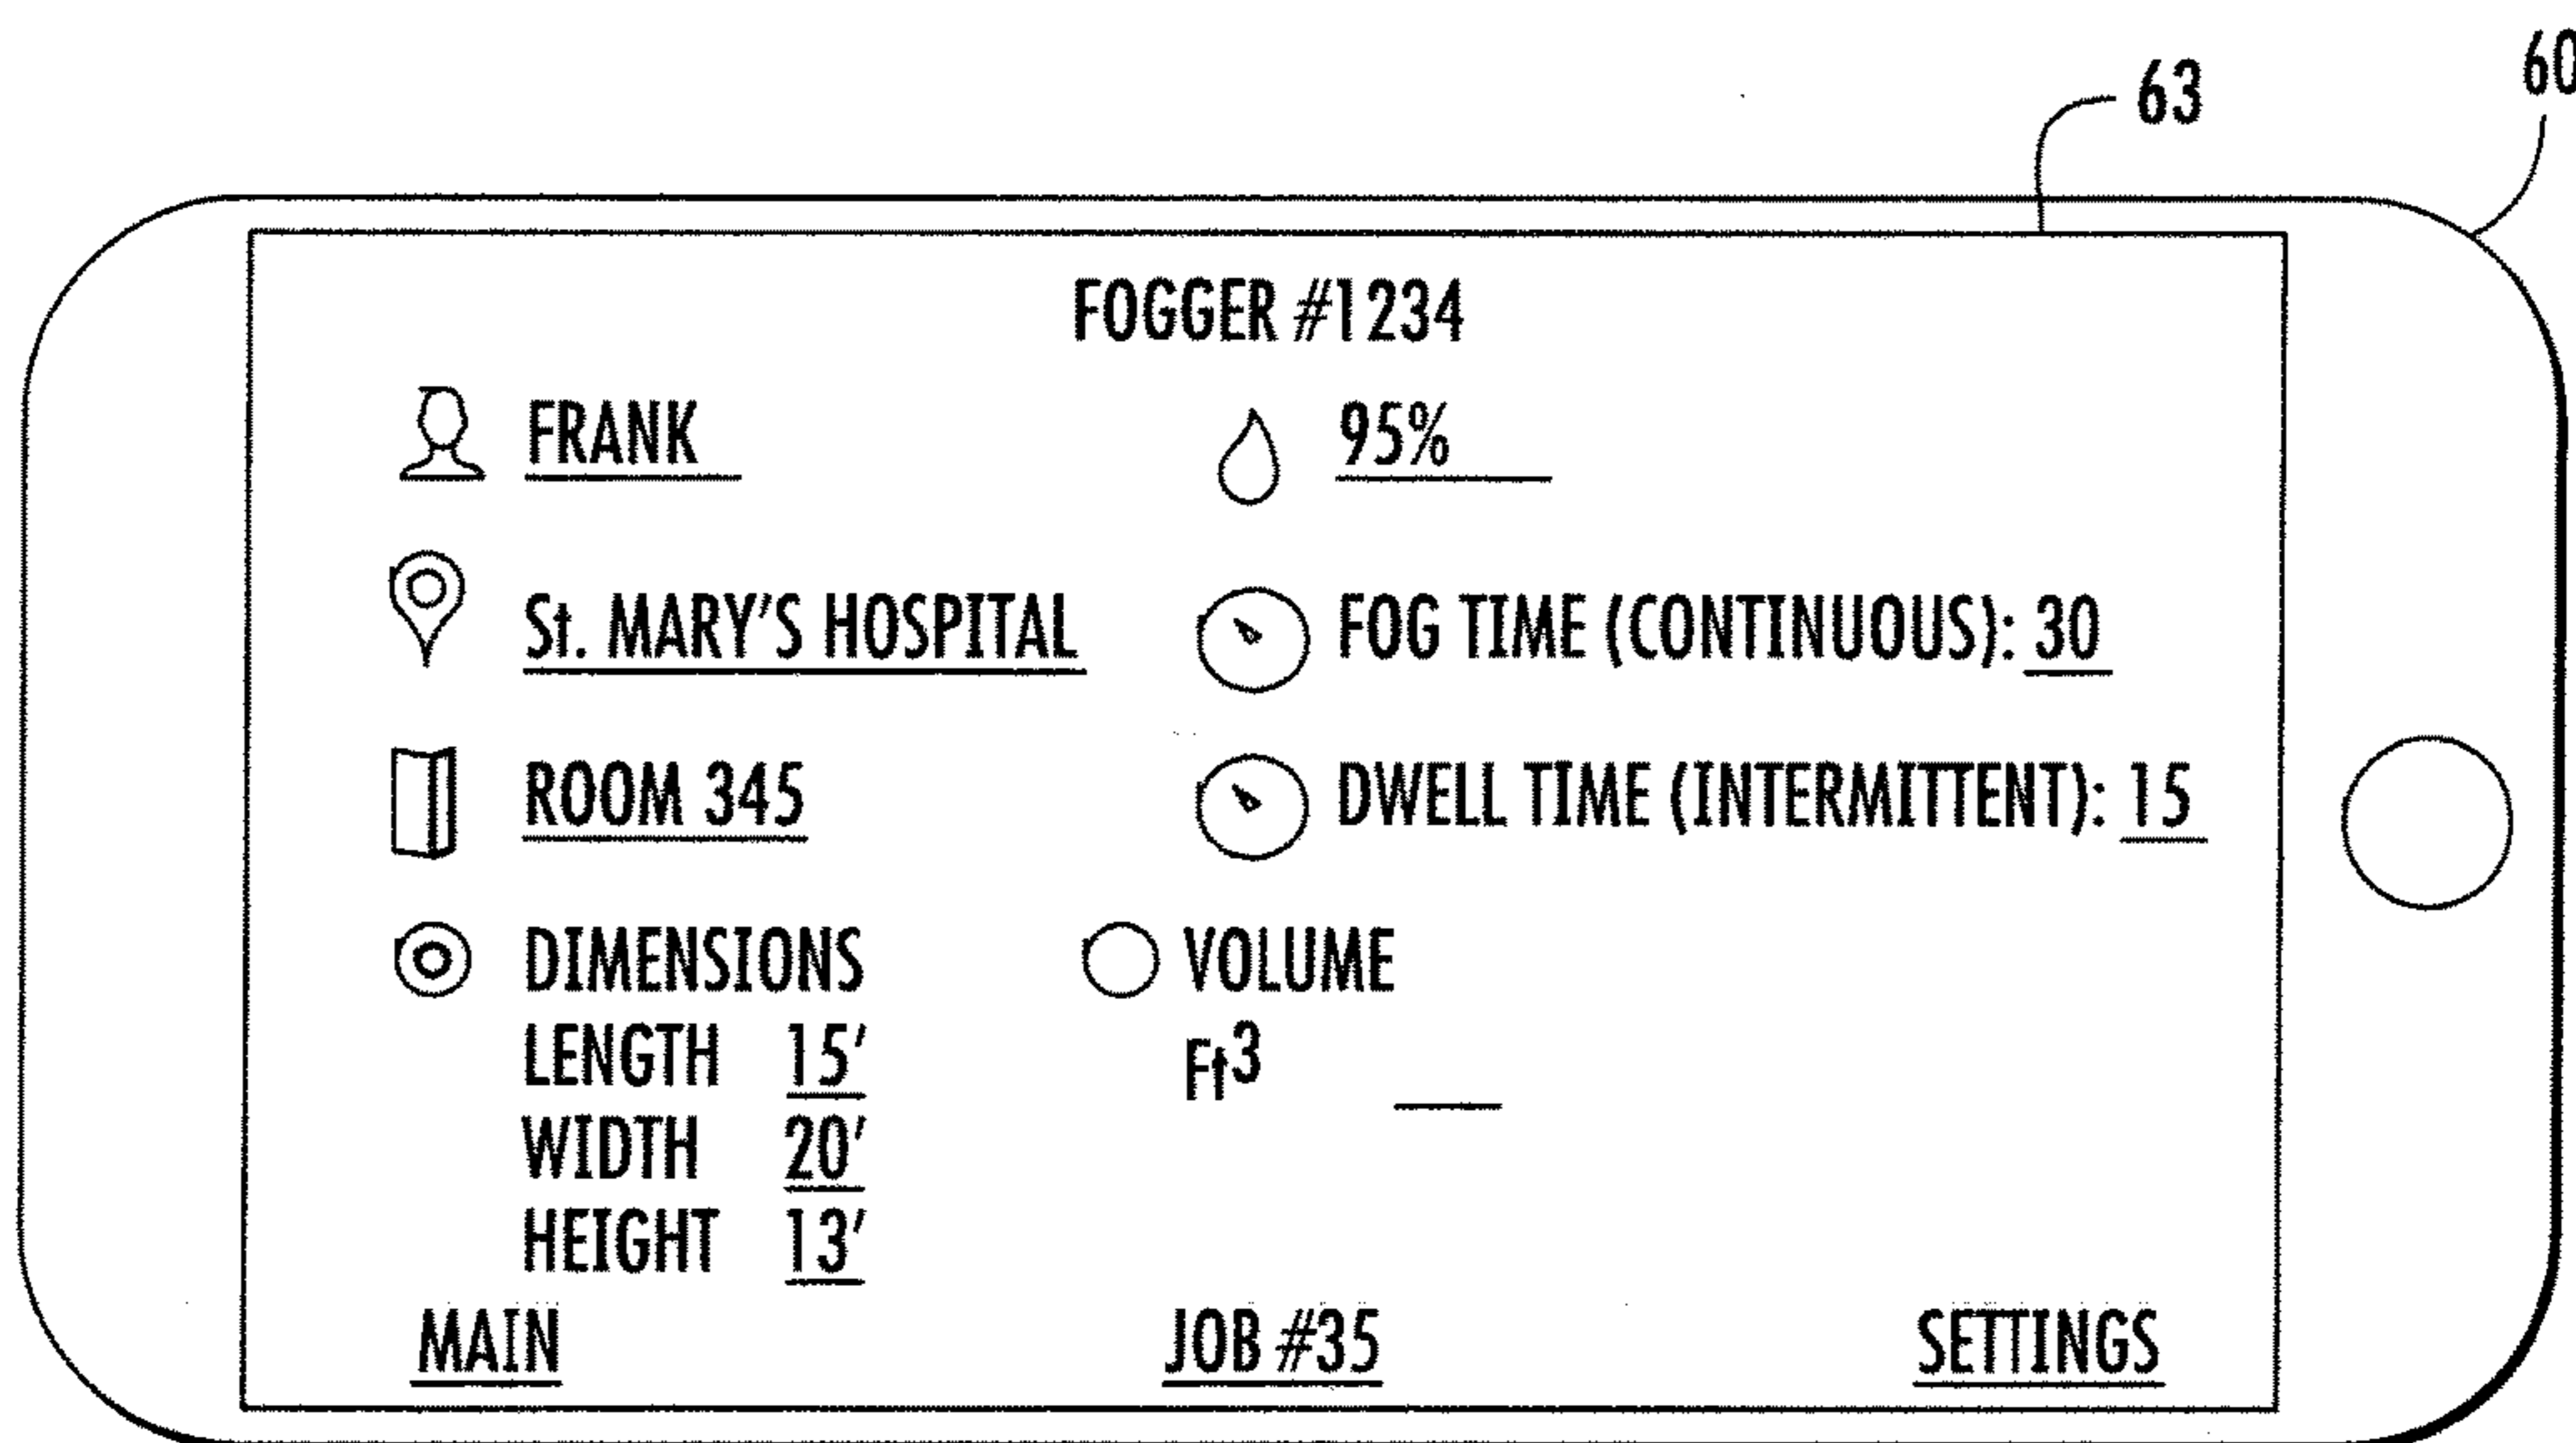 60
63
FOGGER #1234
FRANK
95%
St. MARY'S HOSPITAL
FOG TIME (CONTINUOUS): 30
ROOM 345
DWELL TIME (INTERMITTENT): 15
DIMENSIONS
VOLUME
LENGTH 15'
Ft³
WIDTH 20'
HEIGHT 13'
MAIN
JOB #35
SETTINGS